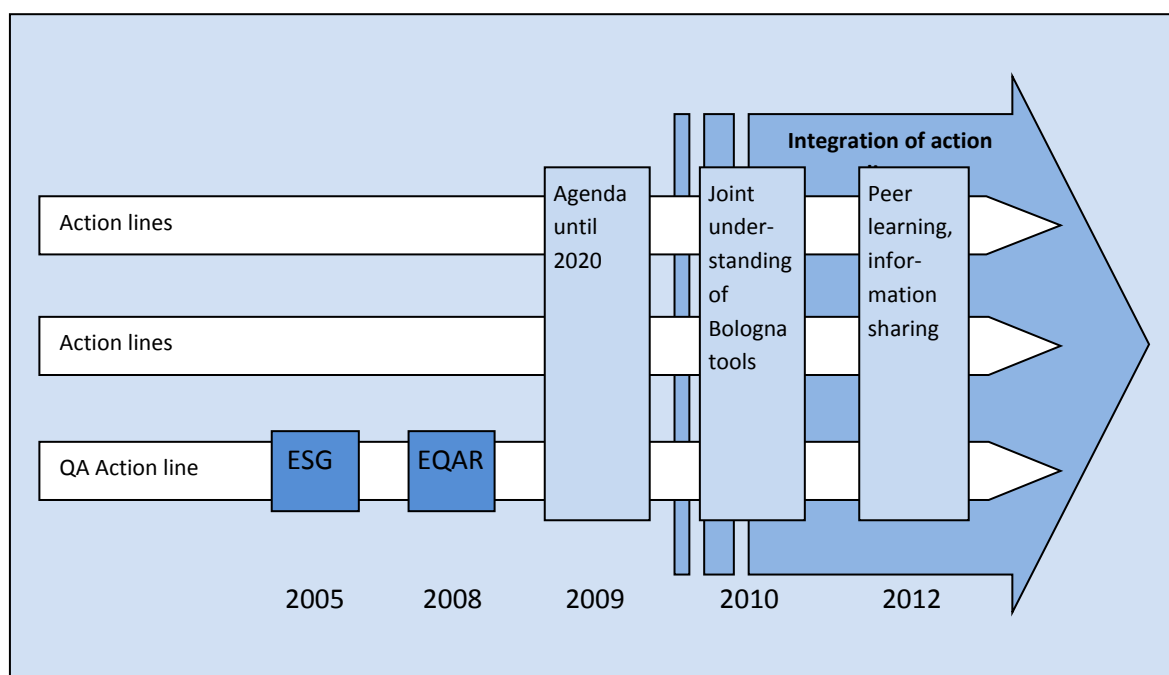 Integration of action
Agenda
until
2020
Joint
under-
standing
of
Bologna
tools
Peer
learning,
infor-
mation
sharing
Action lines
Action lines
QA Action line
ESG
EQAR
2005
2008
2009
2010
2012